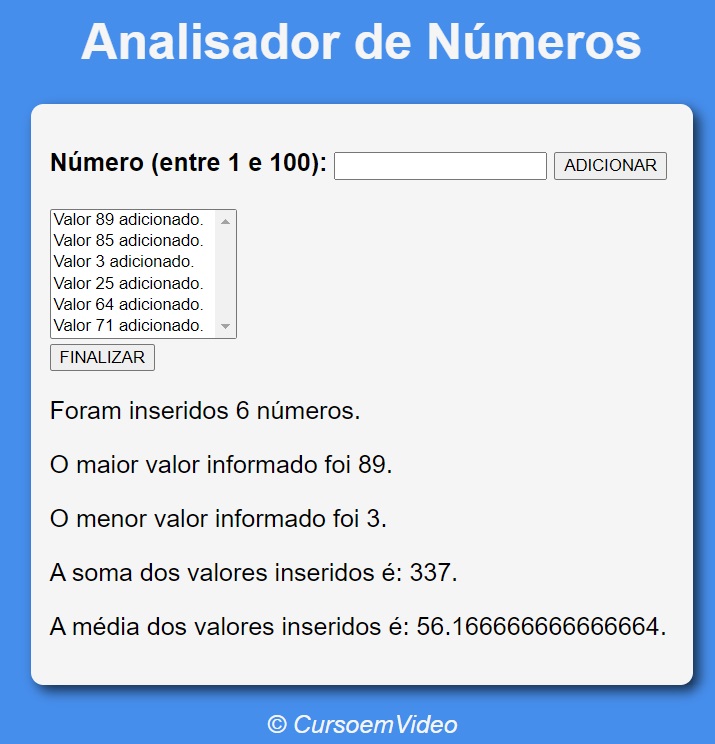 Analisador de Números
Número (entre 1 e 100): ADICIONAR
Valor 89 adicionado.
Valor 85 adicionado.
Valor 3 adicionado.
Valor 25 adicionado.
Valor 64 adicionado.
Valor 71 adicionado.
FINALIZAR
Foram inseridos 6 números.
O maior valor informado foi 89.
O menor valor informado foi 3.
A soma dos valores inseridos é: 337.
A média dos valores inseridos é: 56.166666666666664.
© CursoemVideo